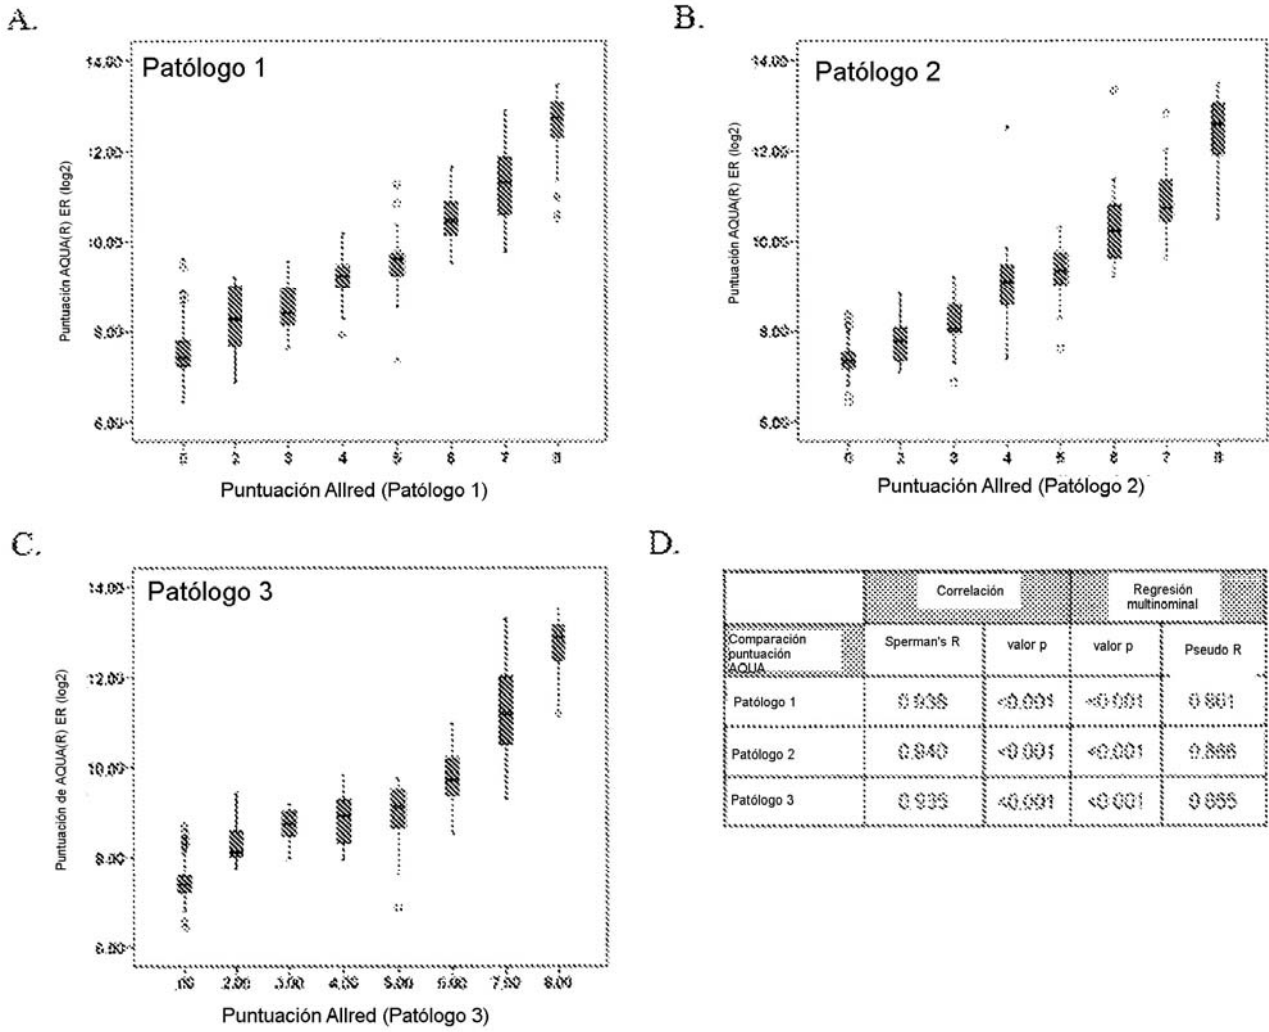 A.
Patólogo 1
Puntuación AQUA(R) ER (log2)
14.00
12.00
10.00
8.00
6.00
0 2 3 4 5 6 7 8
Puntuación Allred (Patólogo 1)
B.
Patólogo 2
Puntuación AQUA(R) ER (log2)
14.00
12.00
10.00
8.00
6.00
0 2 3 4 5 6 7 8
Puntuación Allred (Patólogo 2)
C.
Patólogo 3
Puntuación de AQUA(R) ER (log2)
14.00
12.00
10.00
8.00
6.00
.00 2.00 3.00 4.00 5.00 6.00 7.00 8.00
Puntuación Allred (Patólogo 3)
D.
Correlación
Regresión
multinominal
Comparación
puntuación
AQUA
Sperman's R valor p valor p Pseudo R
Patólogo 1 0.938 <0.001 <0.001 0.861
Patólogo 2 <0.001 <0.001
Patólogo 3 0.935 <0.001 <0.001 0.855